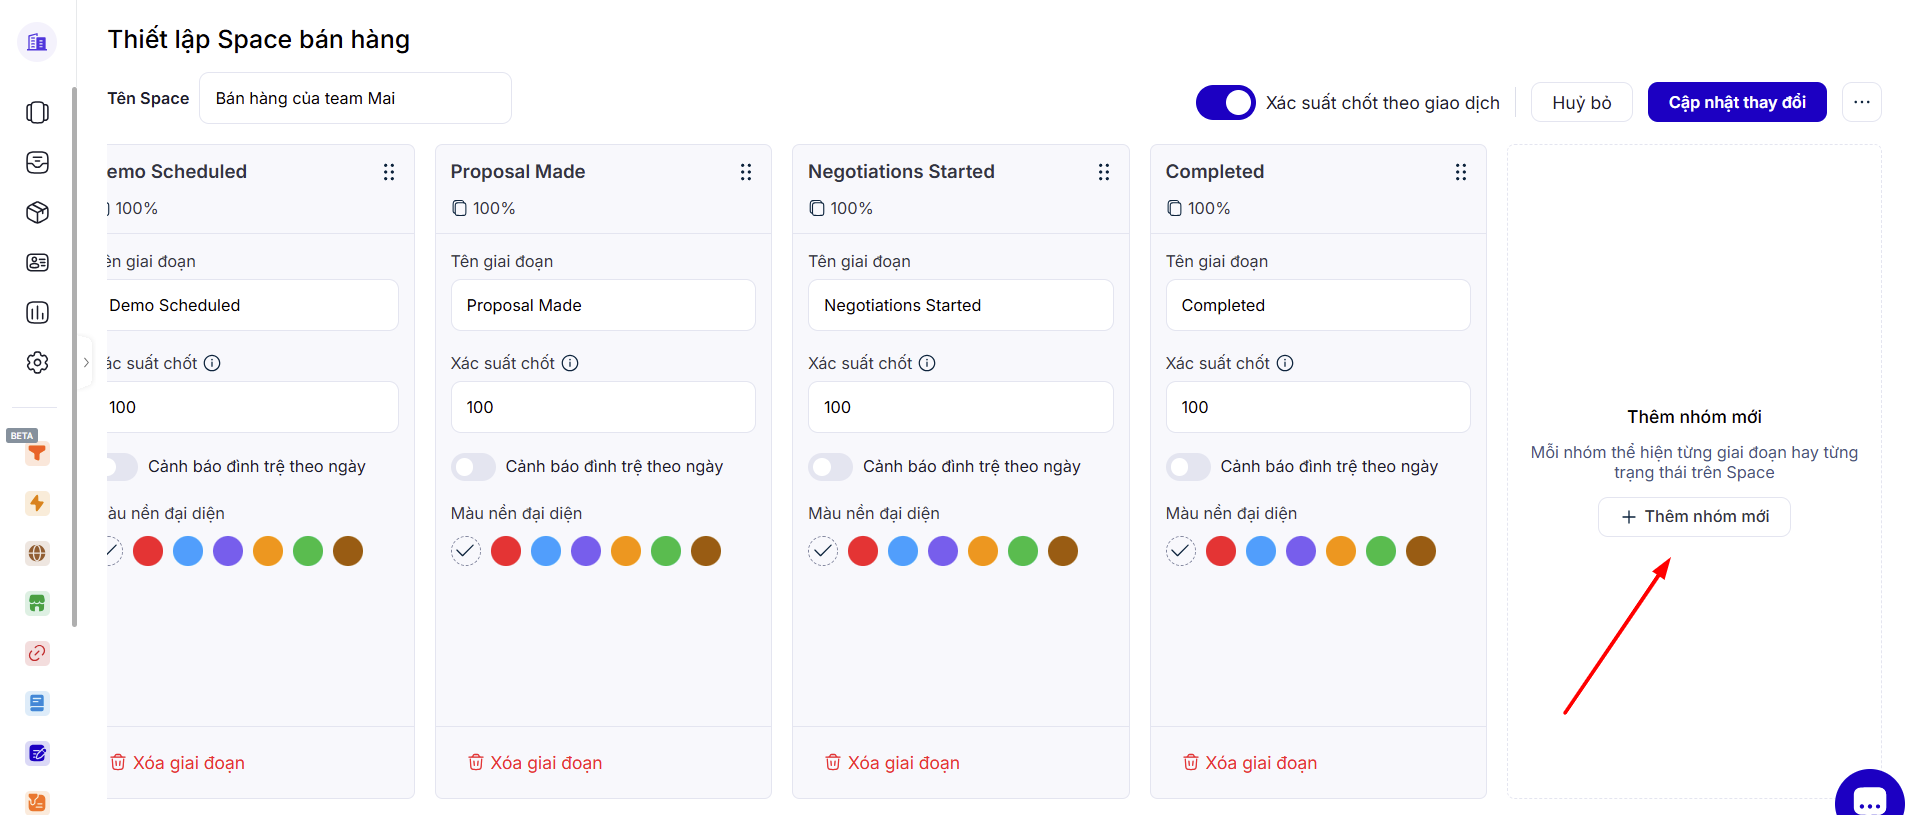 Thiết lập Space bán hàng
Tên Space
Bán hàng của team Mai
Xác suất chốt theo giao dịch
Huỷ bỏ
Cập nhật thay đổi
emo Scheduled
100%
ên giai đoạn
Demo Scheduled
ác suất chốt
100
Cảnh báo đình trệ theo ngày
àu nền đại diện
Xóa giai đoạn
Proposal Made
100%
Tên giai đoạn
Proposal Made
Xác suất chốt
100
Cảnh báo đình trệ theo ngày
Màu nền đại diện
Xóa giai đoạn
Negotiations Started
100%
Tên giai đoạn
Negotiations Started
Xác suất chốt
100
Cảnh báo đình trệ theo ngày
Màu nền đại diện
Xóa giai đoạn
Completed
100%
Tên giai đoạn
Completed
Xác suất chốt
100
Cảnh báo đình trệ theo ngày
Màu nền đại diện
Xóa giai đoạn
Thêm nhóm mới
Mỗi nhóm thể hiện từng giai đoạn hay từng
trạng thái trên Space
Thêm nhóm mới
BETA